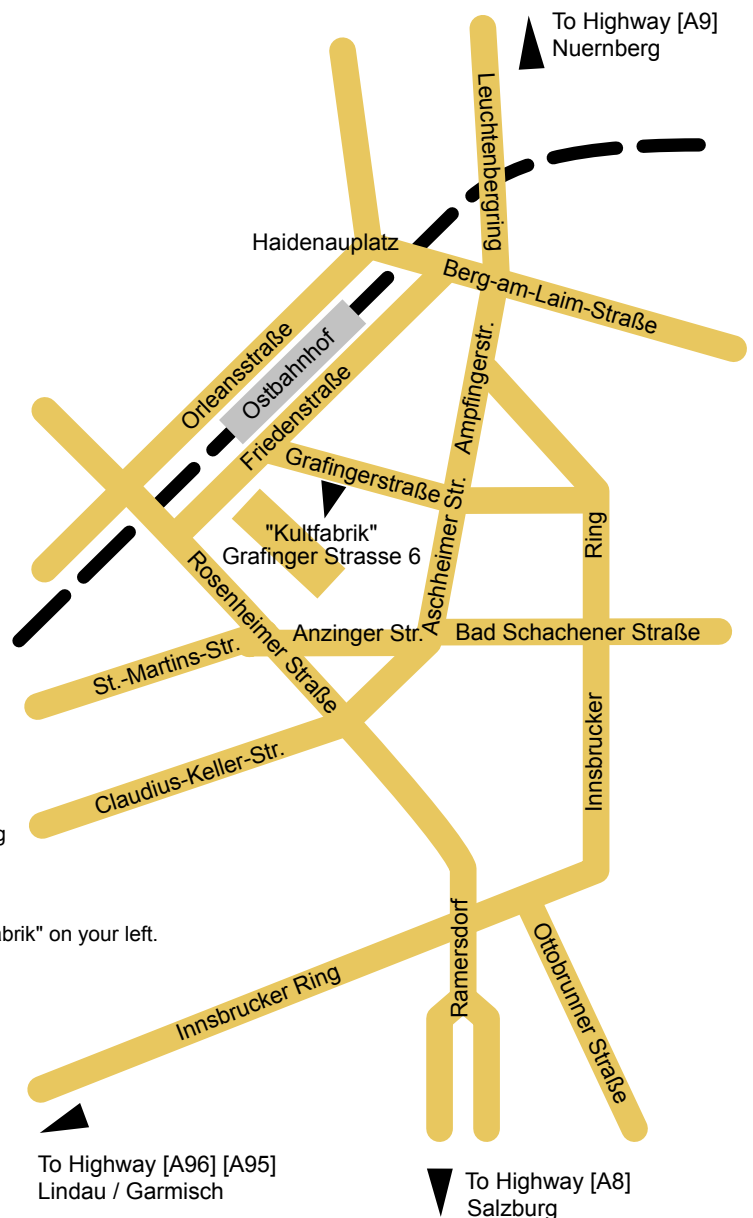 To Highway [A9]
Nuernberg
Leuchtenbergring
Haidenauplatz
Berg-am-Laim-Straße
Orleansstraße
Ostbahnhof
Friedenstraße
Ampfingerstr.
Grafingerstraße
"Kultfabrik"
Grafinger Strasse 6
Aschheimer Str.
Ring
Rosenheimer Straße
Anzinger Str.
Bad Schachener Straße
St.-Martins-Str.
Innsbrucker
Claudius-Keller-Str.
g
abrik" on your left.
Ramersdorf
Ottobrunner Straße
Innsbrucker Ring
To Highway [A96] [A95]
Lindau / Garmisch
To Highway [A8]
Salzburg